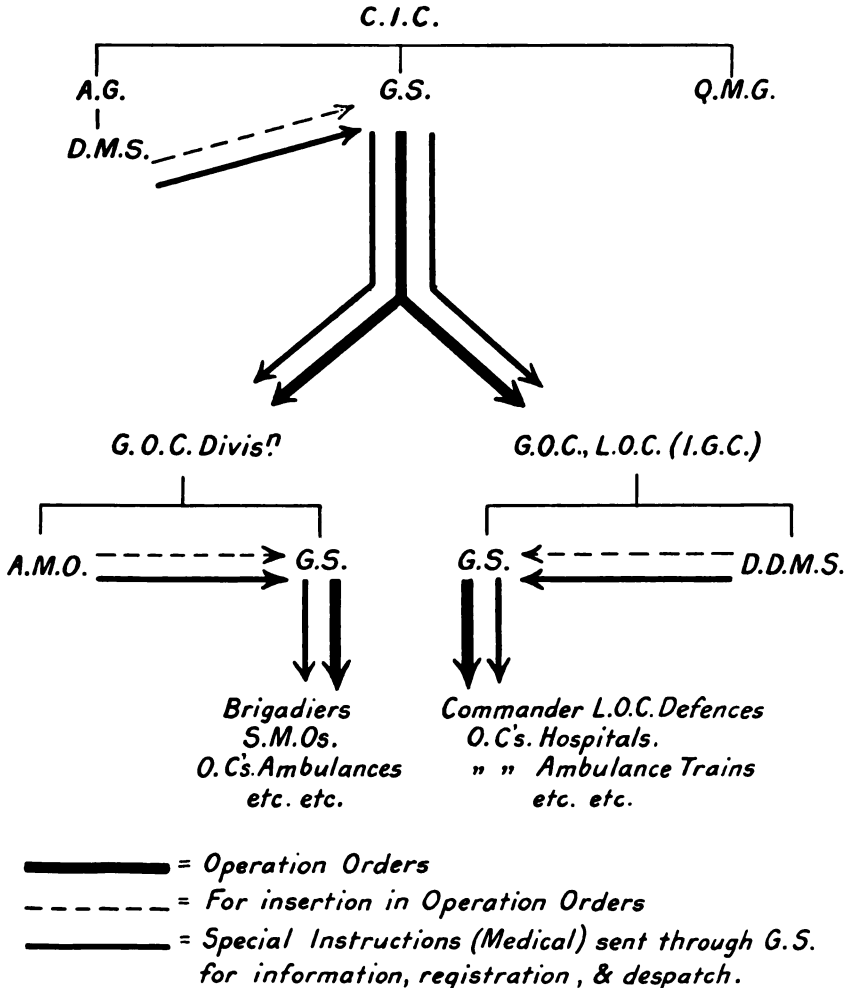 C.I.C.
A.G. G.S. Q.M.G.
D.M.S.
G.O.C. Divisⁿ. G.O.C., L.O.C. (I.G.C.)
A.M.O. G.S. G.S. D.D.M.S.
Brigadiers
S.M.Os.
O.C's. Ambulances
etc. etc.
Commander L.O.C. Defences
O.C's. Hospitals.
„ „ Ambulance Trains
etc. etc.
= Operation Orders
= For insertion in Operation Orders
= Special Instructions (Medical) sent through G.S.
for information, registration, & despatch.